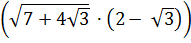 (√(7 + 4√3) · (2 − √3))